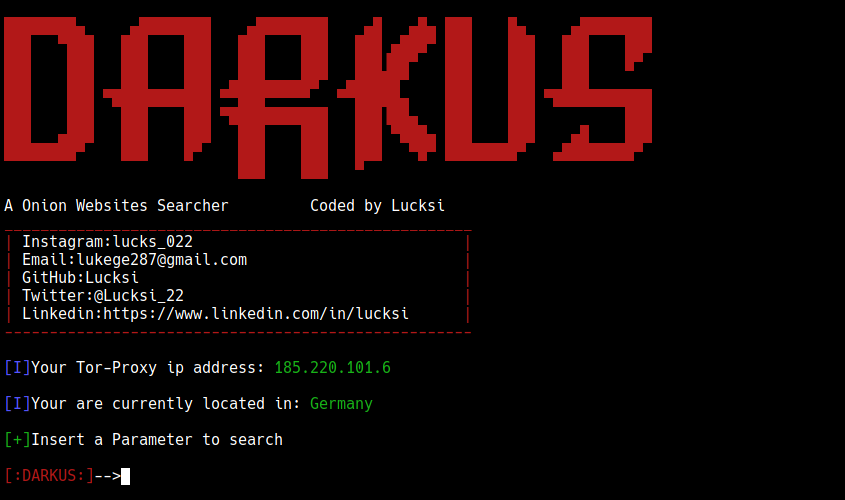 DARKUS
A Onion Websites Searcher Coded by Lucksi
| Instagram:lucks_022 |
| Email:lukege287@gmail.com |
| GitHub:Lucksi |
| Twitter:@Lucksi_22 |
| Linkedin:https://www.linkedin.com/in/lucksi |
[I]Your Tor-Proxy ip address: 185.220.101.6
[I]Your are currently located in: Germany
[+]Insert a Parameter to search
[:DARKUS:]-->